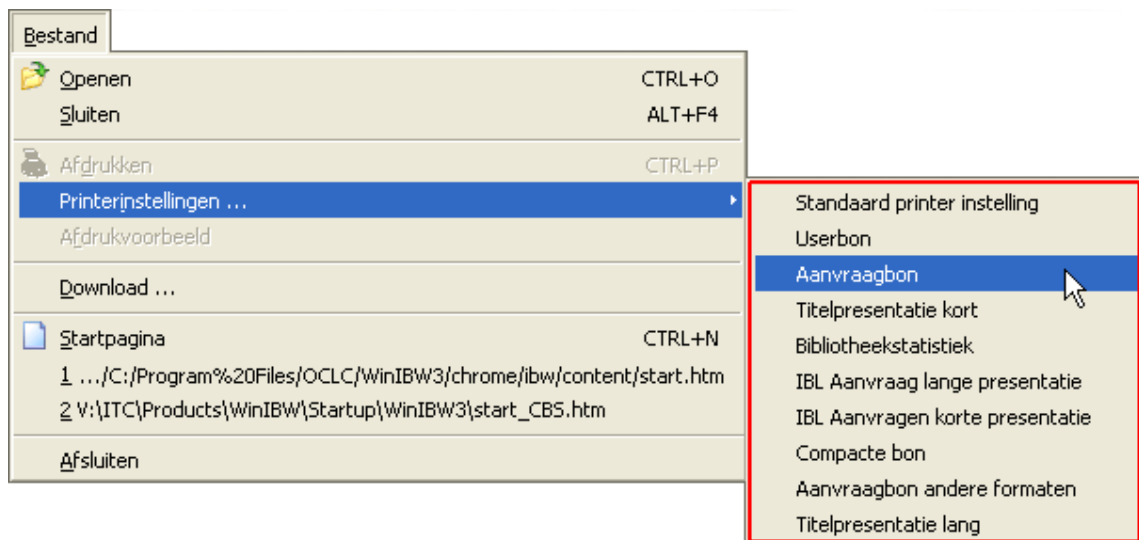 Bestand
Openen CTRL+O
Sluiten ALT+F4
Afdrukken CTRL+P
Printerinstellingen ...
Afdrukvoorbeeld
Download ...
Startpagina CTRL+N
1 .../C:/Program%20Files/OCLC/WinIBW3/chrome/ibw/content/start.htm
2 V:\ITC\Products\WinIBW\Startup\WinIBW3\start_CBS.htm
Afsluiten
Standaard printer instelling
Userbon
Aanvraagbon
Titelpresentatie kort
Bibliotheekstatistiek
IBL Aanvraag lange presentatie
IBL Aanvragen korte presentatie
Compacte bon
Aanvraagbon andere formaten
Titelpresentatie lang